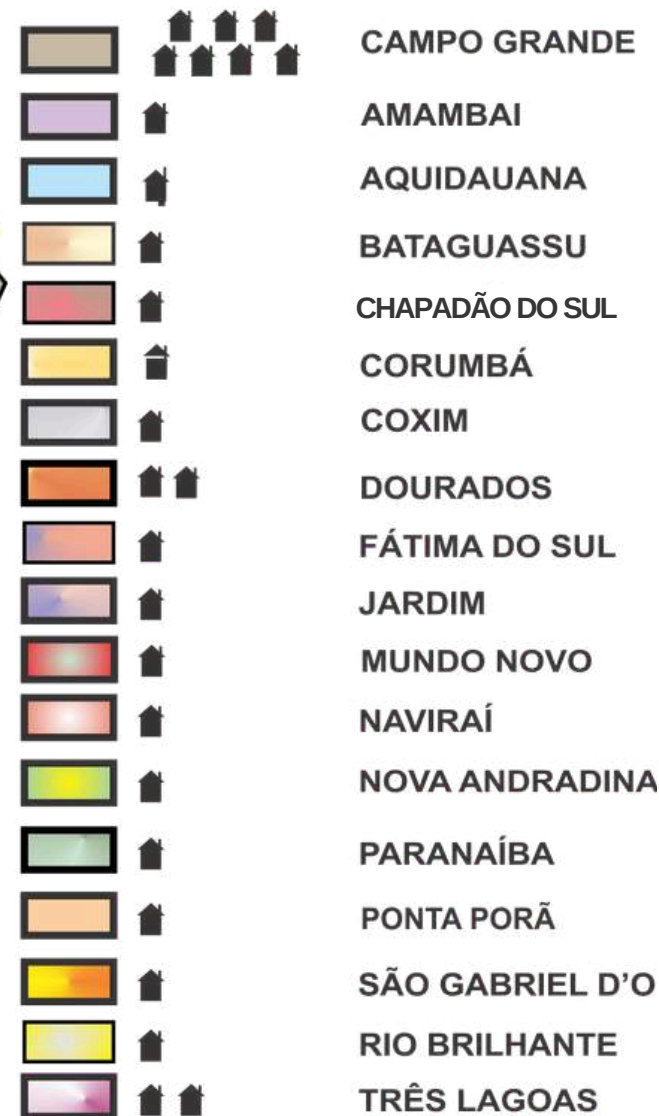 CAMPO GRANDE
AMAMBAI
AQUIDAUANA
BATAGUASSU
CHAPADÃO DO SUL
CORUMBÁ
COXIM
DOURADOS
FÁTIMA DO SUL
JARDIM
MUNDO NOVO
NAVIRAÍ
NOVA ANDRADINA
PARANAÍBA
PONTA PORÃ
SÃO GABRIEL D’O
RIO BRILHANTE
TRÊS LAGOAS